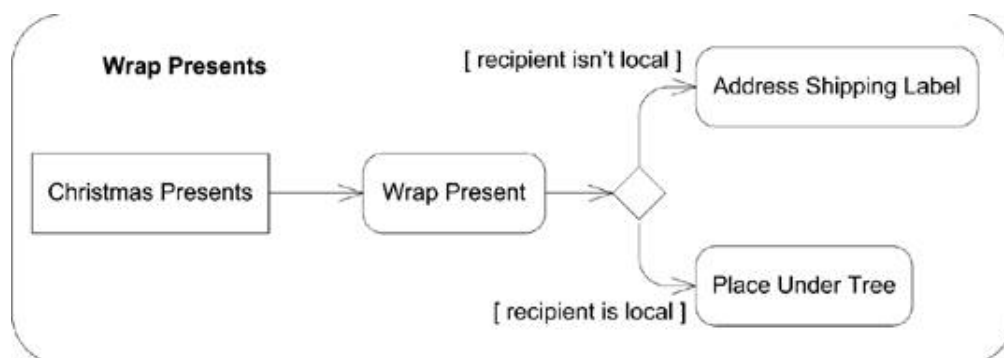 Wrap Presents
[ recipient isn't local ]
Address Shipping Label
Christmas Presents
Wrap Present
Place Under Tree
[ recipient is local ]